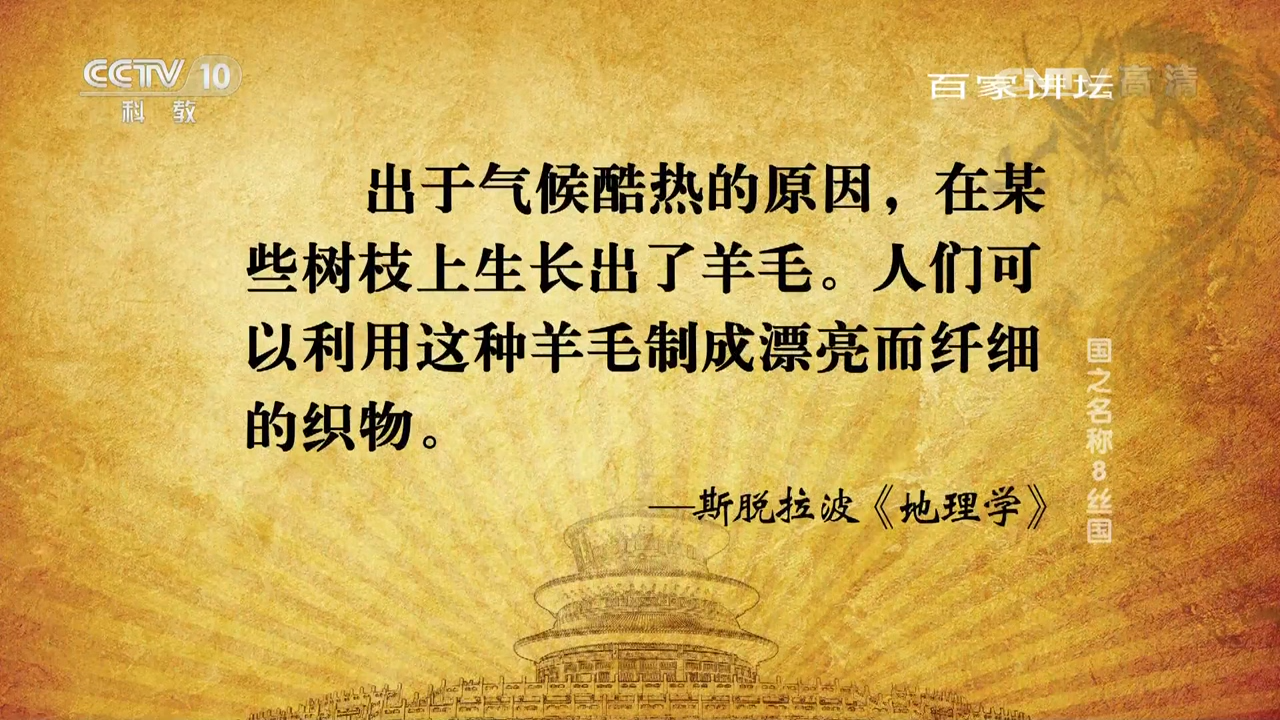 CCTV 10
科教
百家讲坛
高清
出于气候酷热的原因，在某
些树枝上生长出了羊毛。人们可
以利用这种羊毛制成漂亮而纤细
的织物。
—斯脱拉波《地理学》
国之名称8丝国